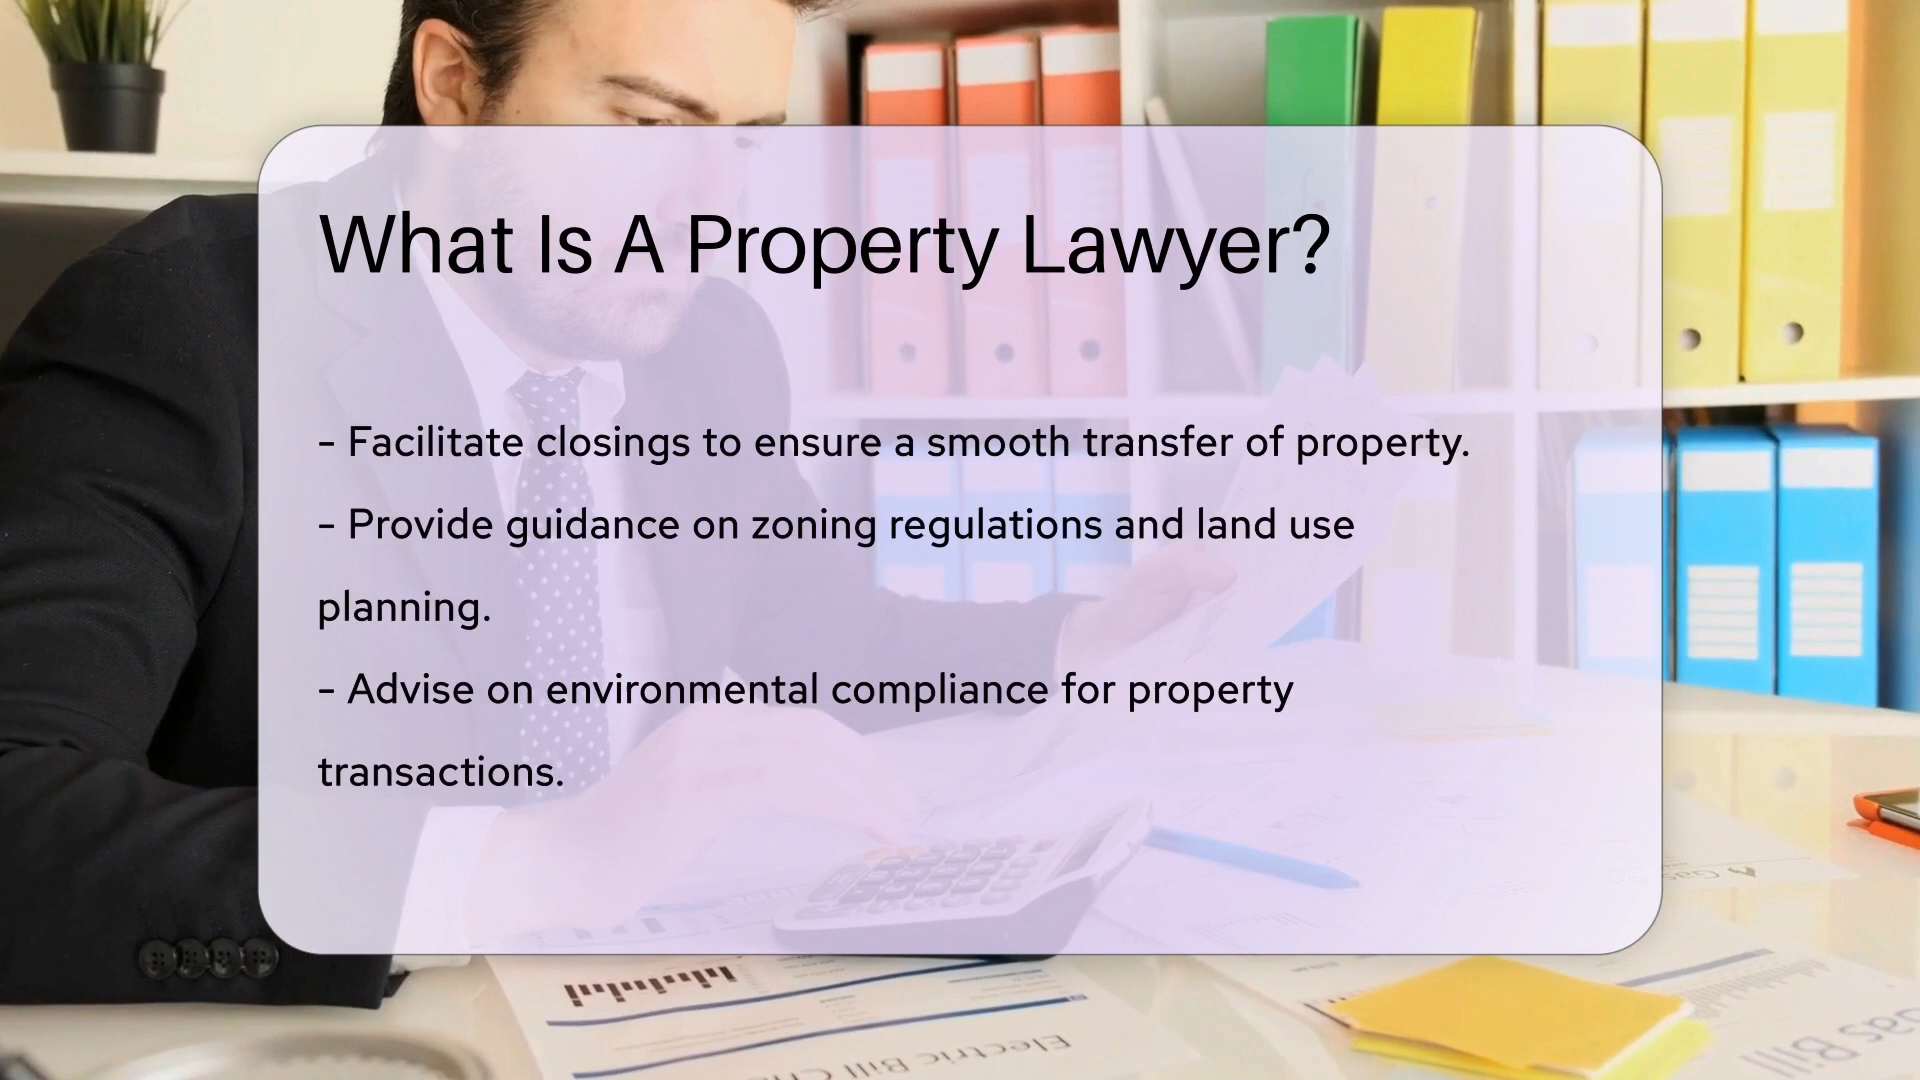 What Is A Property Lawyer?
- Facilitate closings to ensure a smooth transfer of property.
- Provide guidance on zoning regulations and land use
planning.
- Advise on environmental compliance for property
transactions.
Electric Bill
Gas Bill